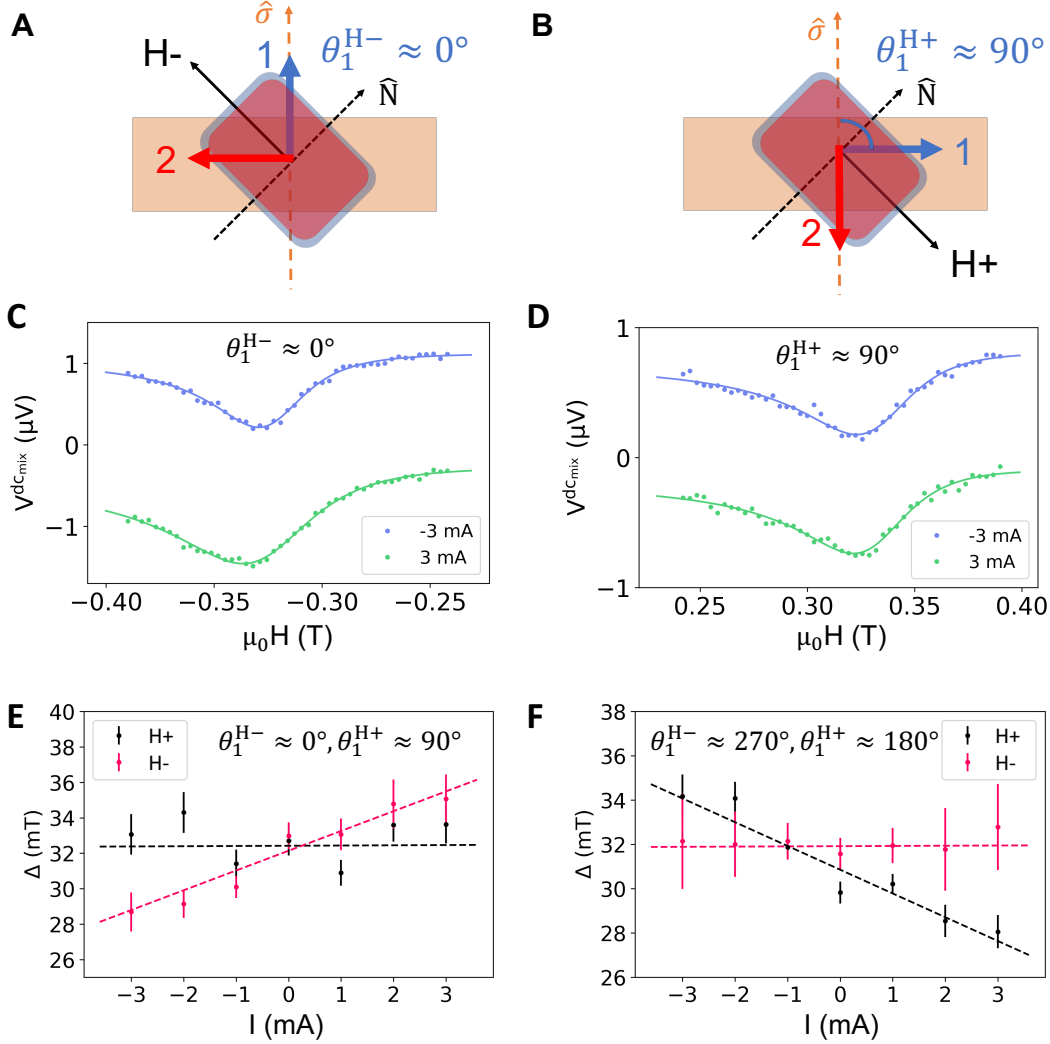 A
σ̂
1
θ₁ᴴ⁻ ≈ 0°
H-
N̂
2
B
σ̂
θ₁ᴴ⁺ ≈ 90°
N̂
1
2
H+
C
θ₁ᴴ⁻ ≈ 0°
1
0
−1
V^dc_mix (μV)
-3 mA
3 mA
−0.40 −0.35 −0.30 −0.25
μ₀H (T)
D
θ₁ᴴ⁺ ≈ 90°
1
0
−1
V^dc_mix (μV)
-3 mA
3 mA
0.25 0.30 0.35 0.40
μ₀H (T)
E
H+
H-
θ₁ᴴ⁻ ≈ 0°, θ₁ᴴ⁺ ≈ 90°
40
38
36
34
32
30
28
26
Δ (mT)
−3 −2 −1 0 1 2 3
I (mA)
F
θ₁ᴴ⁻ ≈ 270°, θ₁ᴴ⁺ ≈ 180°
H+
H-
38
36
34
32
30
28
26
Δ (mT)
−3 −2 −1 0 1 2 3
I (mA)